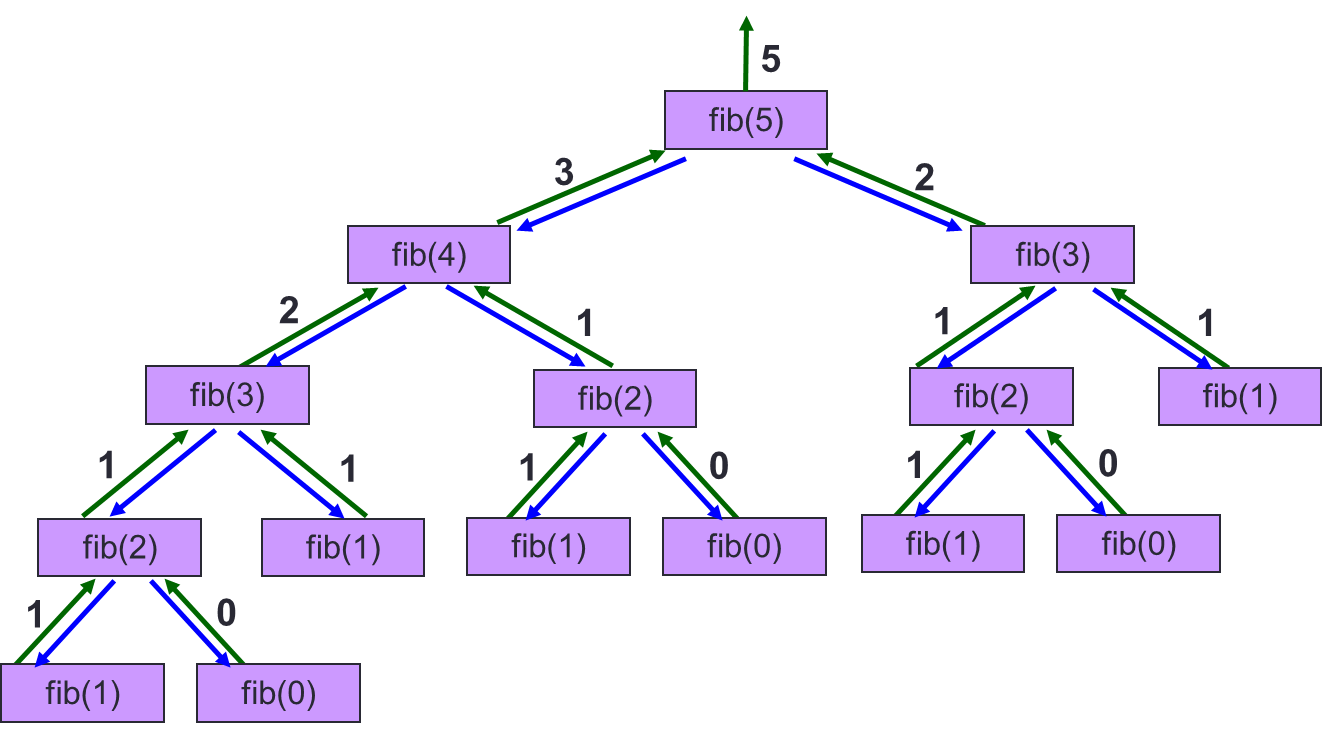 5
fib(5)
3
2
fib(4)
fib(3)
2
1
1
1
fib(3)
fib(2)
fib(2)
fib(1)
1
1
1
0
1
0
fib(2)
fib(1)
fib(1)
fib(0)
fib(1)
fib(0)
1
0
fib(1)
fib(0)